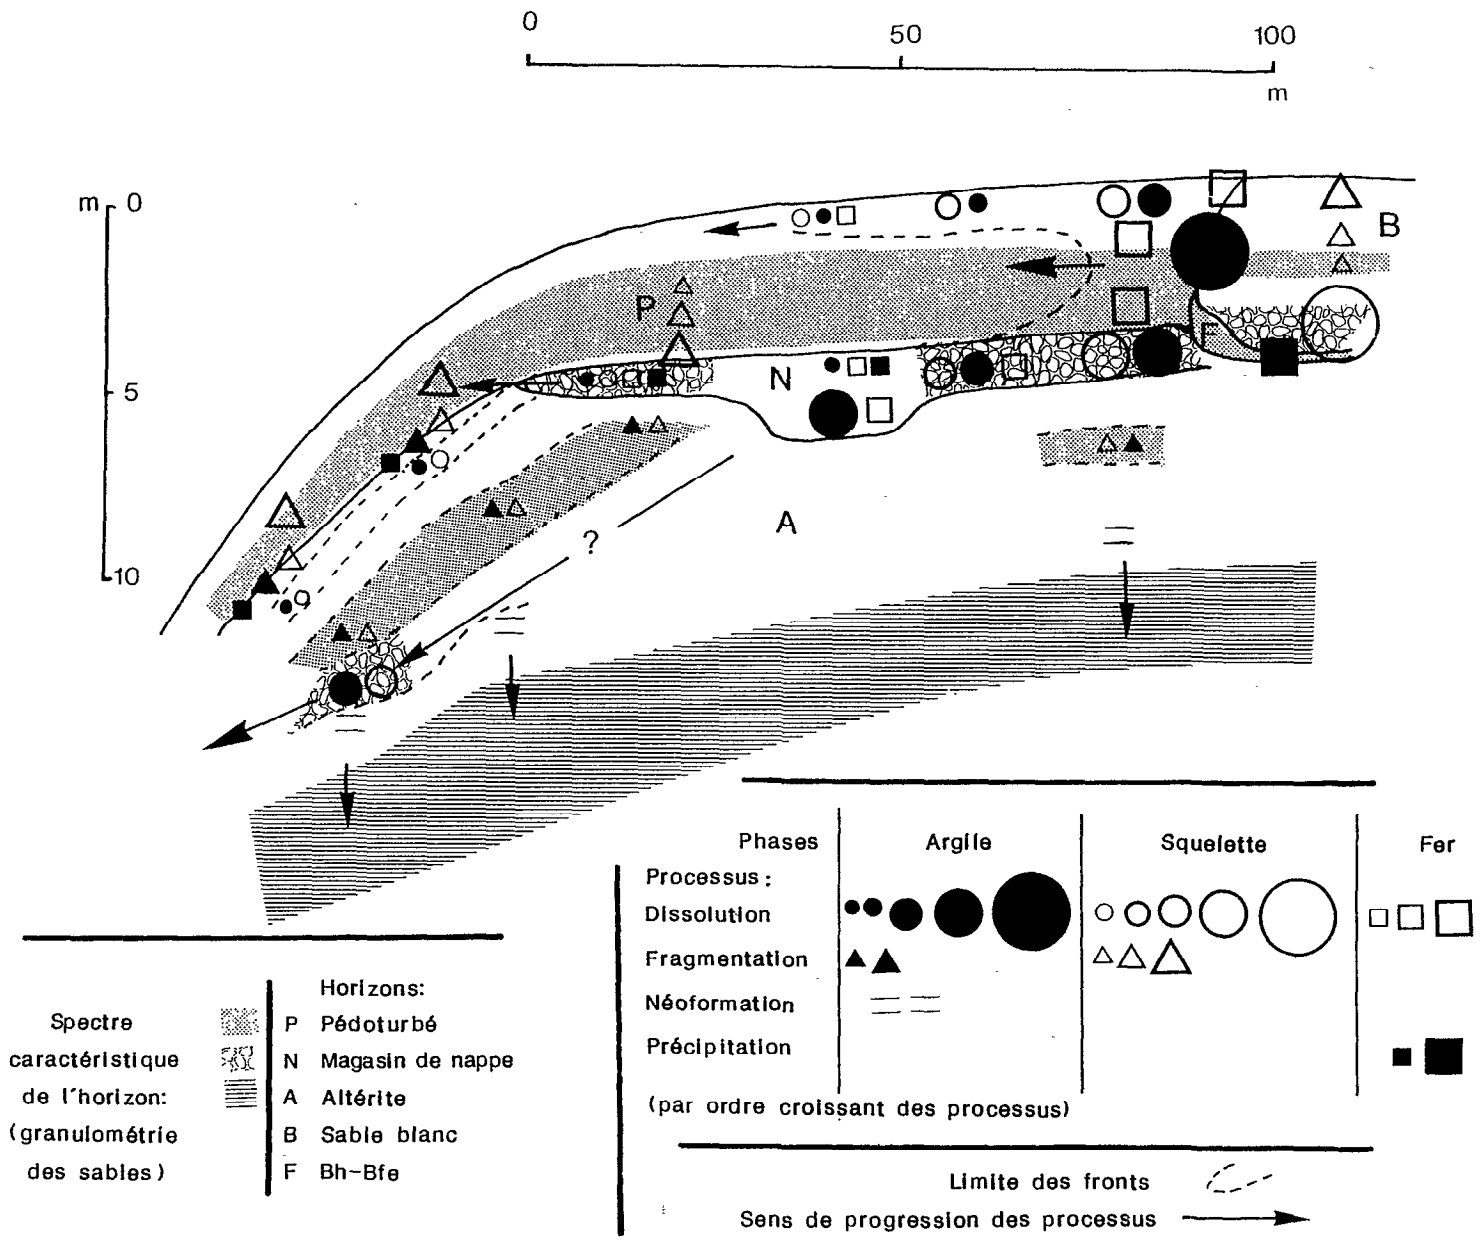 0 50 100
m
m 0
5
10
B
P
F
N
A
?
Phases Argile Squelette Fer
Processus :
Dissolution
Fragmentation
Néoformation
Précipitation
(par ordre croissant des processus)
Limite des fronts
Sens de progression des processus
Spectre
caractéristique
de l'horizon:
(granulométrie
des sables)
Horizons:
P Pédoturbé
N Magasin de nappe
A Altérite
B Sable blanc
F Bh-Bfe